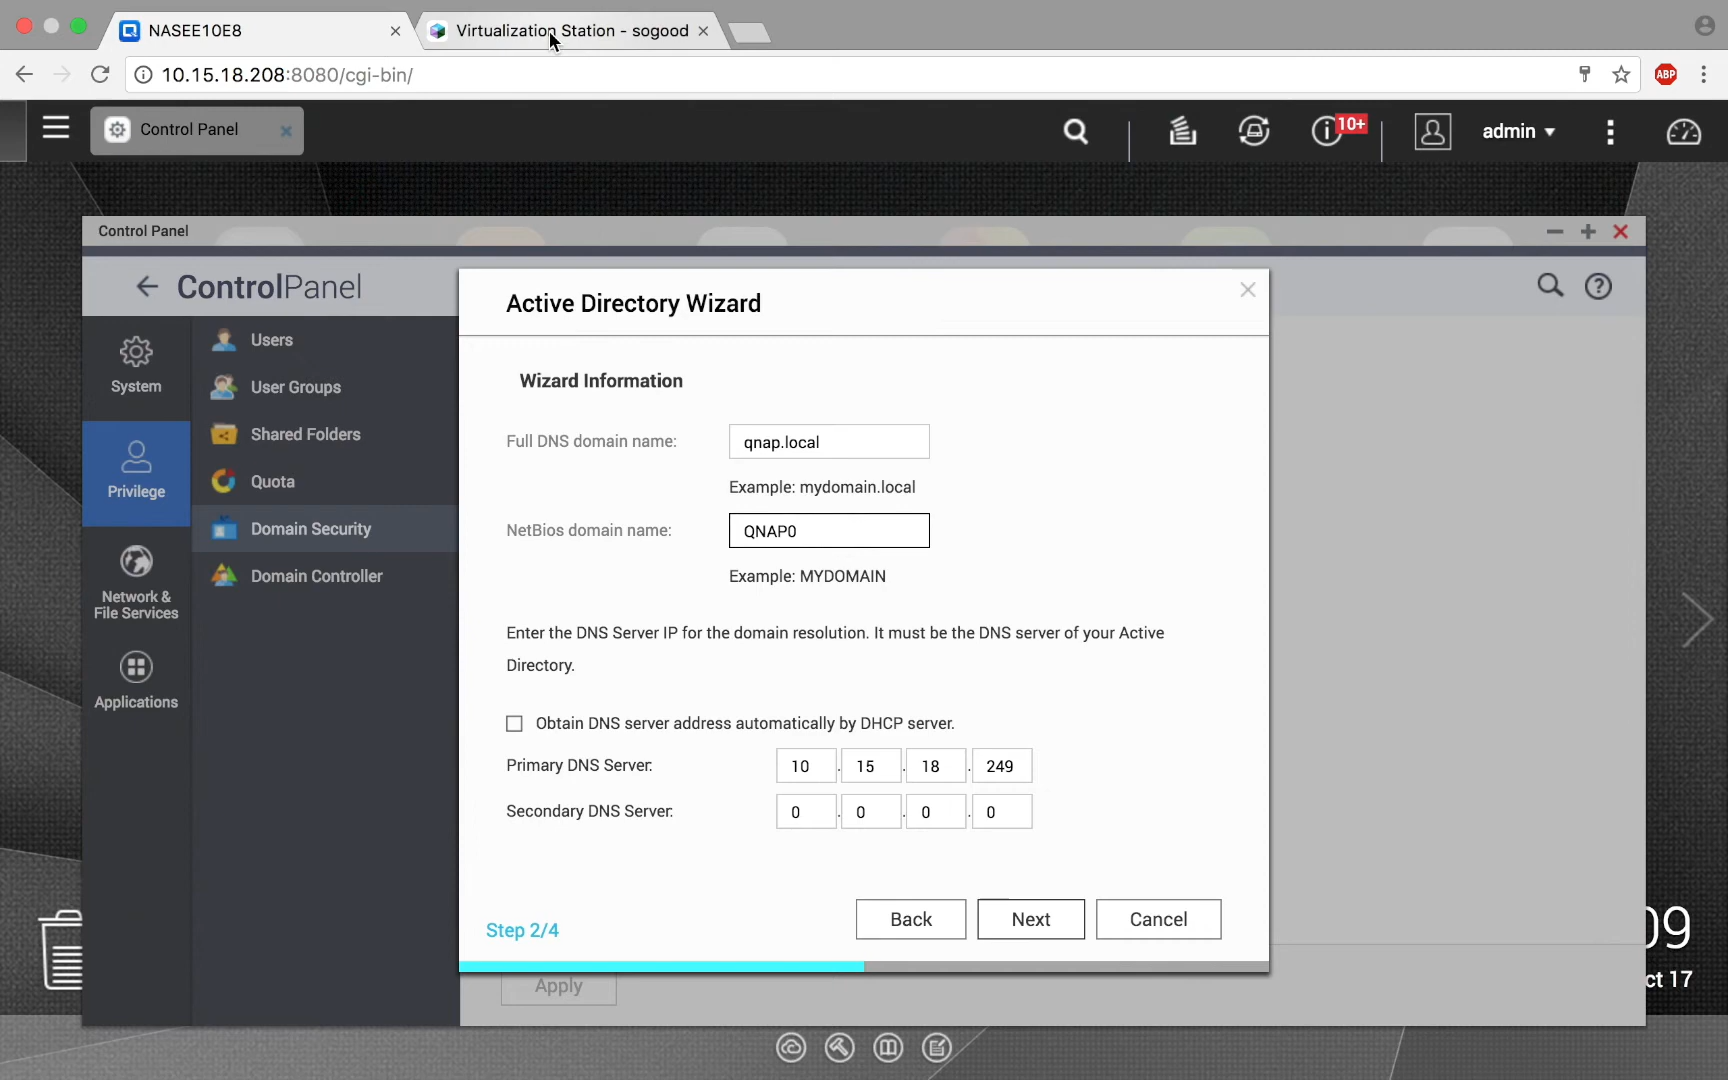 NASEE10E8
Virtualization Station - sogood
10.15.18.208:8080/cgi-bin/
ABP
Control Panel
10+
admin
Control Panel
ControlPanel
System
Privilege
Network &
File Services
Applications
Users
User Groups
Shared Folders
Quota
Domain Security
Domain Controller
Active Directory Wizard
Wizard Information
Full DNS domain name: qnap.local
Example: mydomain.local
NetBios domain name: QNAP0
Example: MYDOMAIN
Enter the DNS Server IP for the domain resolution. It must be the DNS server of your Active
Directory.
Obtain DNS server address automatically by DHCP server.
Primary DNS Server: 10 . 15 . 18 . 249
Secondary DNS Server: 0 . 0 . 0 . 0
Step 2/4
Back
Next
Cancel
Apply
09
ct 17